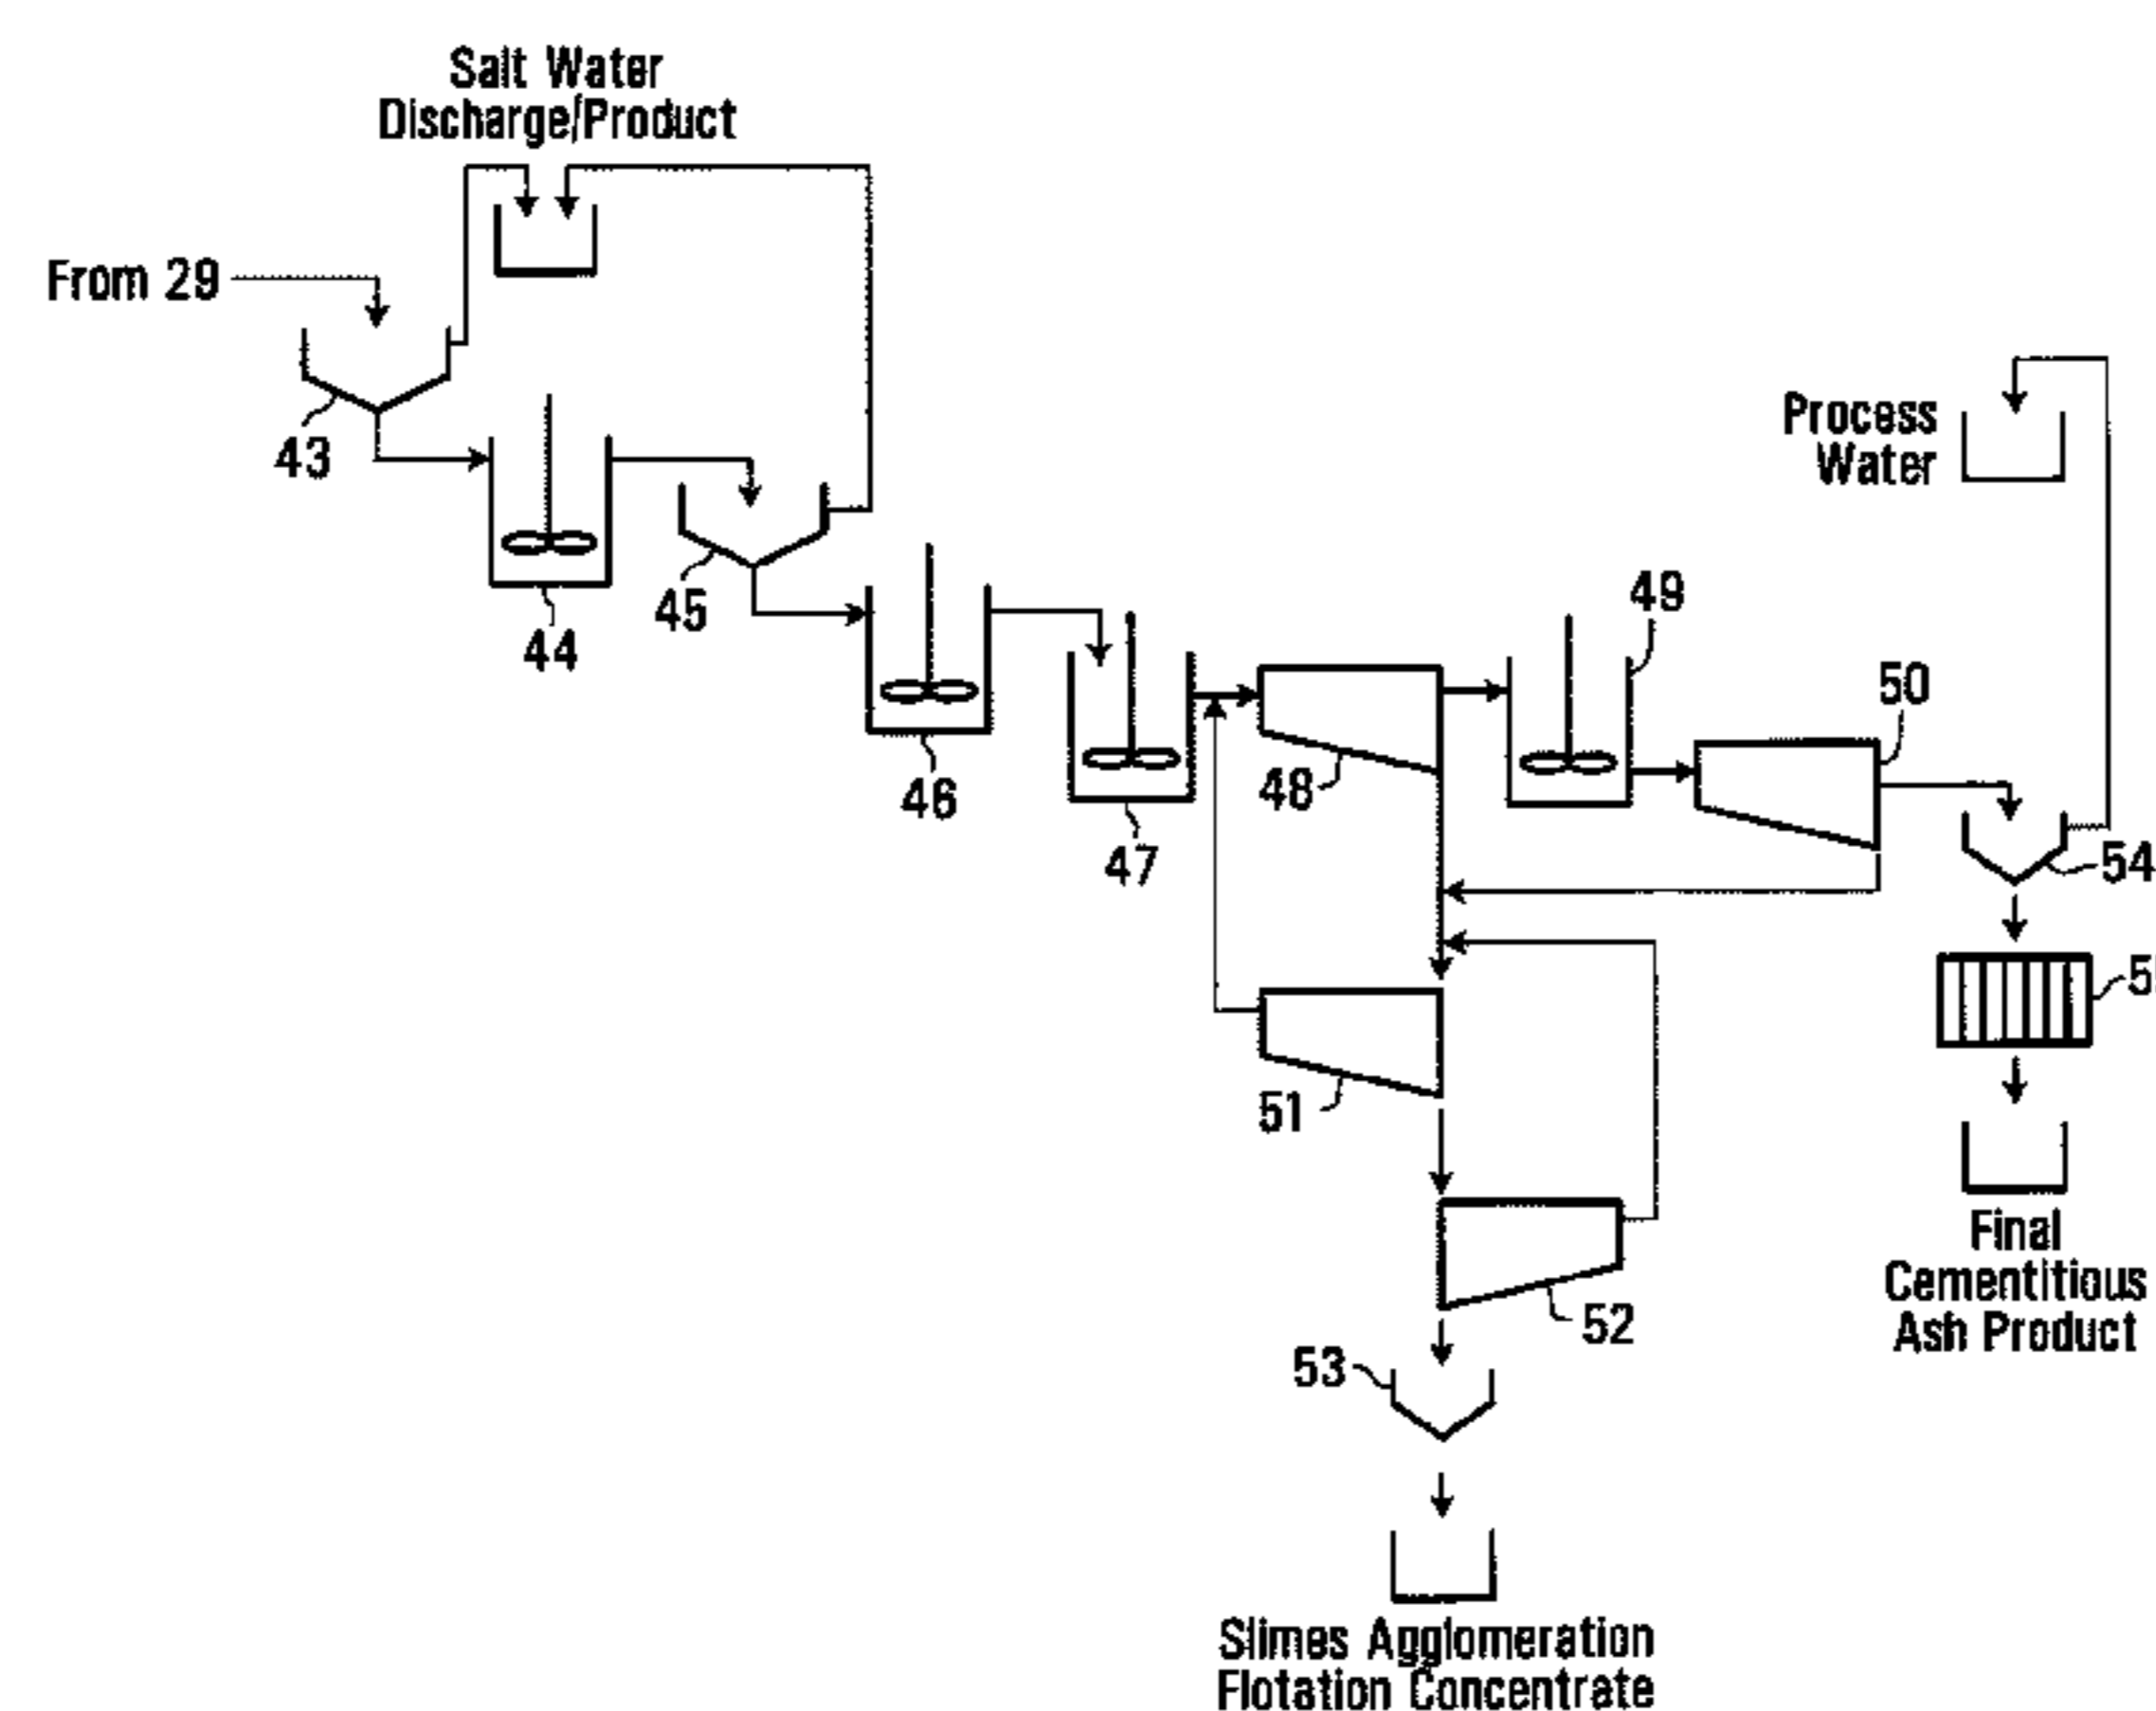 Salt Water
Discharge/Product
From 29
43
44
45
46
47
48
49
50
Process
Water
54
5
51
52
53
Final
Cementitious
Ash Product
Slimes Agglomeration
Flotation Concentrate